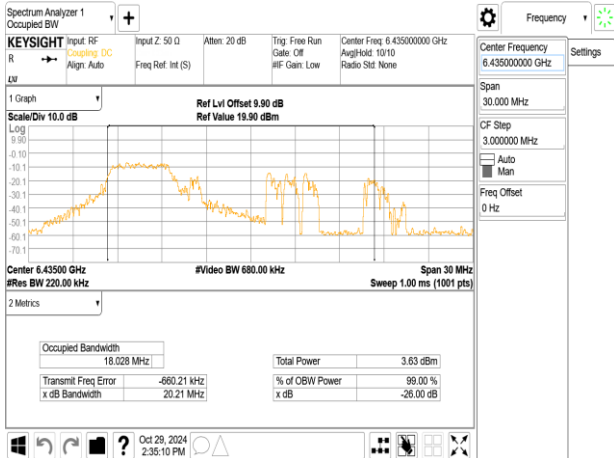 Spectrum Analyzer 1
Occupied BW
+
Frequency
KEYSIGHT
R
Input: RF
Coupling: DC
Align: Auto
Input Z: 50 Ω
Freq Ref: Int (S)
Atten: 20 dB
Trig: Free Run
Gate: Off
#IF Gain: Low
Center Freq: 6.435000000 GHz
Avg|Hold: 10/10
Radio Std: None
1 Graph
Scale/Div 10.0 dB
Ref Lvl Offset 9.90 dB
Ref Value 19.90 dBm
Log
9.90
-0.10
-10.1
-20.1
-30.1
-40.1
-50.1
-60.1
-70.1
Center 6.43500 GHz
#Res BW 220.00 kHz
#Video BW 680.00 kHz
Span 30 MHz
Sweep 1.00 ms (1001 pts)
2 Metrics
Occupied Bandwidth
18.028 MHz
Total Power 3.63 dBm
Transmit Freq Error -660.21 kHz
% of OBW Power 99.00 %
x dB Bandwidth 20.21 MHz
x dB -26.00 dB
?
Oct 29, 2024
2:35:10 PM
Center Frequency
6.435000000 GHz
Span
30.000 MHz
CF Step
3.000000 MHz
Auto
Man
Freq Offset
0 Hz
Settings